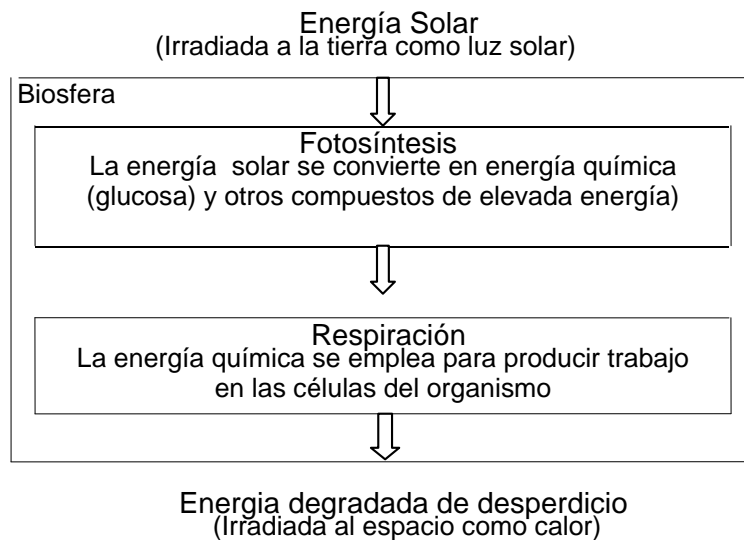 Energía Solar
(Irradiada a la tierra como luz solar)
Biosfera
Fotosíntesis
La energía solar se convierte en energía química
(glucosa) y otros compuestos de elevada energía)
Respiración
La energía química se emplea para producir trabajo
en las células del organismo
Energia degradada de desperdicio
(Irradiada al espacio como calor)